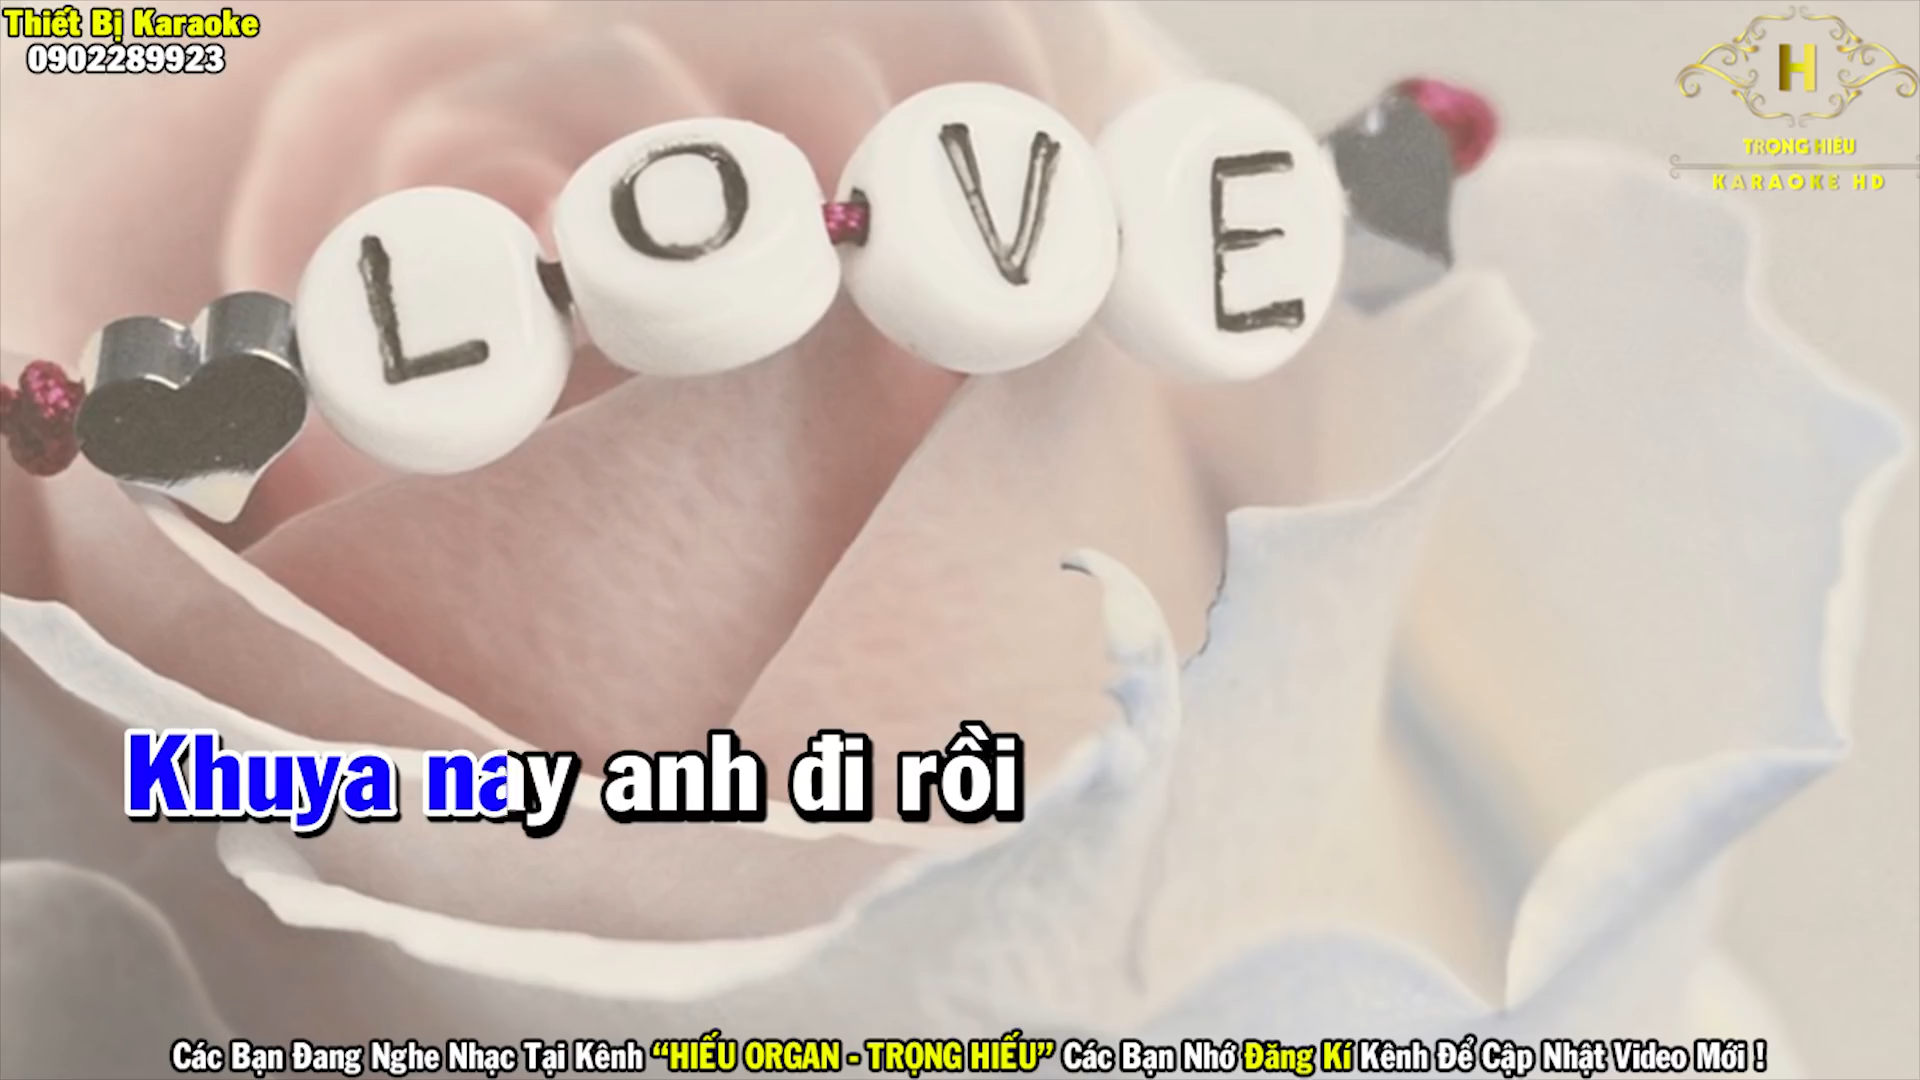 Thiết Bị Karaoke
0902289923
H
TRỌNG HIẾU
KARAOKE HD
LOVE
Khuya nay anh đi rồi
Các Bạn Đang Nghe Nhạc Tại Kênh “HIẾU ORGAN - TRỌNG HIẾU” Các Bạn Nhớ Đăng Kí Kênh Để Cập Nhật Video Mới !